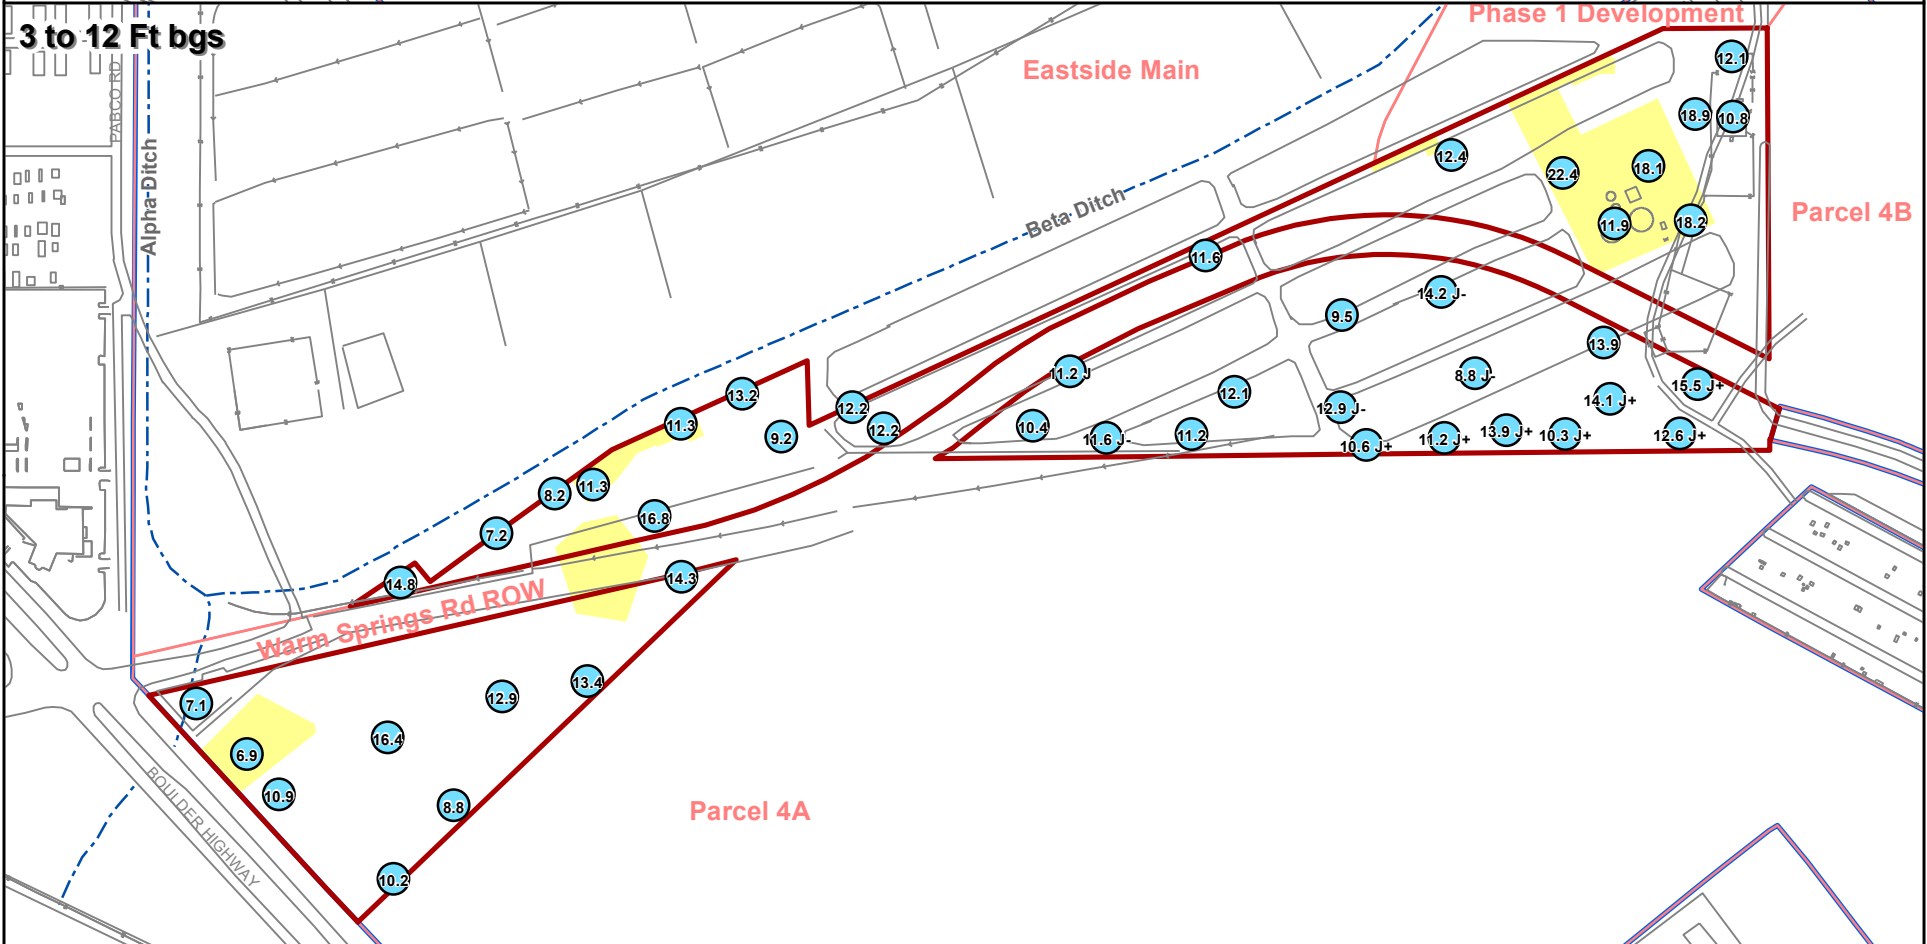 3 to 12 Ft bgs
Phase 1 Development
Eastside Main
PABCO RD
Alpha Ditch
Beta Ditch
Parcel 4B
12.1
18.9
10.8
12.4
22.4
18.1
11.9
18.2
11.6
14.2 J-
9.5
13.9
11.2 J
8.8 J-
15.5 J+
13.2
12.1
14.1 J+
12.2
12.9 J-
11.3
12.2
10.4
9.2
11.6 J-
11.2
10.6 J+
11.2 J+
13.9 J+
10.3 J+
12.6 J+
8.2
11.3
16.8
7.2
14.8
14.3
Warm Springs Rd ROW
13.4
12.9
7.1
16.4
6.9
10.9
8.8
Parcel 4A
BOULDER HIGHWAY
10.2